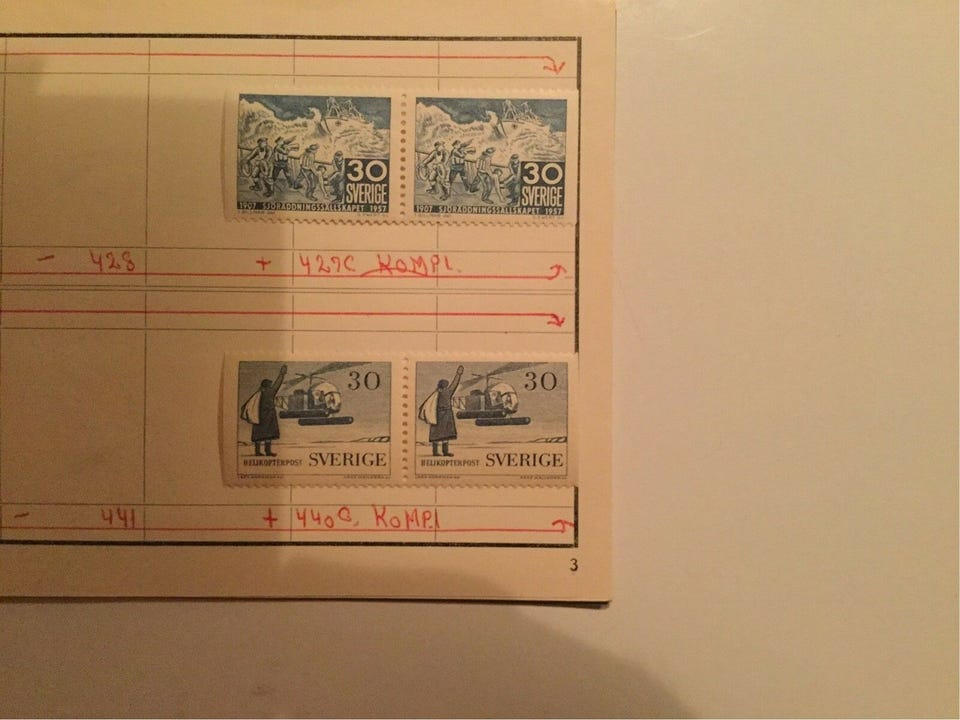 30 30
SVERIGE SVERIGE
1907 SJÖRÄDDNINGSSÄLLSKAPET 1957 1907 SJÖRÄDDNINGSSÄLLSKAPET 1957
- 428 + 427C KOMPL.
30 30
HELIKOPTERPOST SVERIGE HELIKOPTERPOST SVERIGE
- 441 + 440C, KOMPL
3